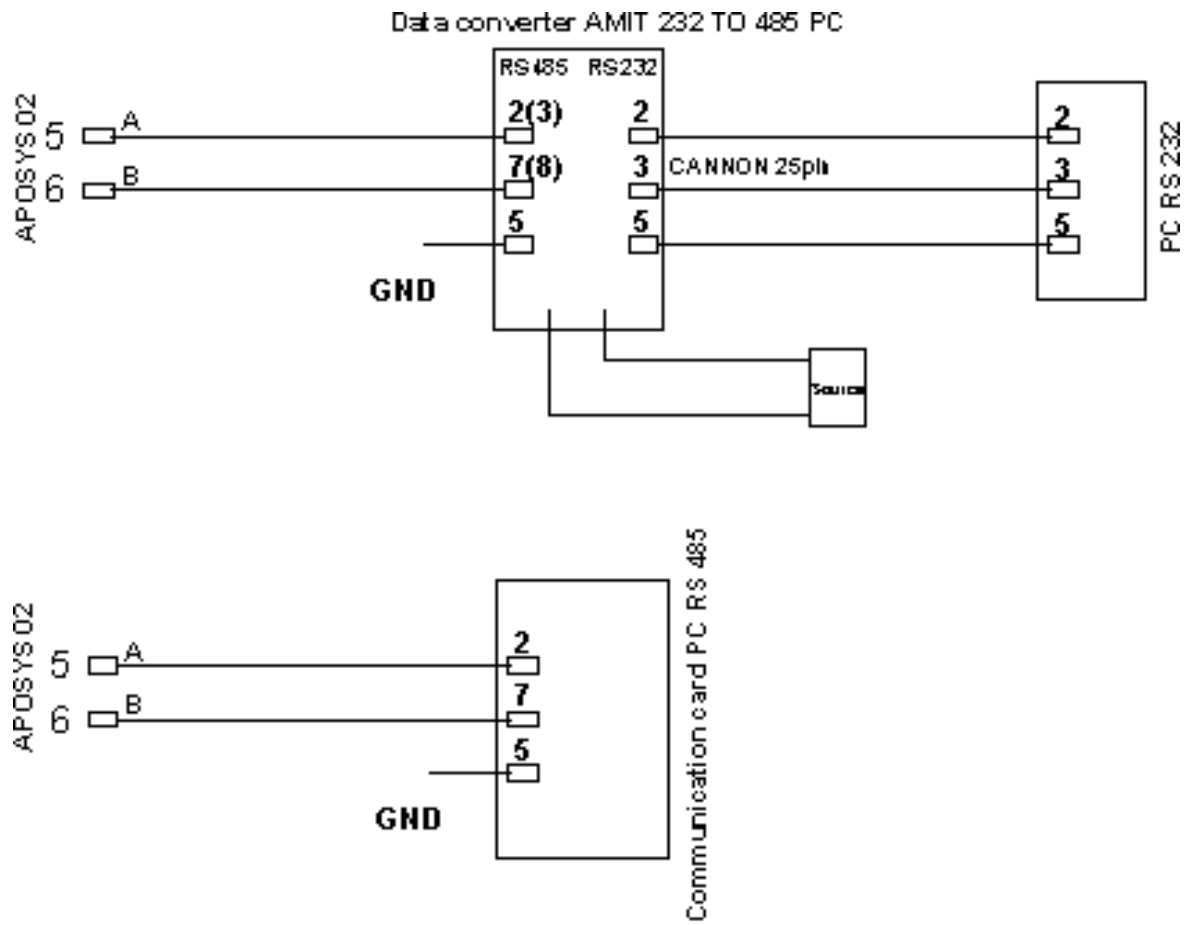 Data converter AMIT 232 TO 485 PC
RS485 RS232
APOSYS 02
5 A 2(3) 2 2
6 B 7(8) 3 CANNON 25pin 3
5 5 5
GND
PC RS 232
Source
APOSYS 02
5 A 2
6 B 7
5
GND
Communication card PC RS 485